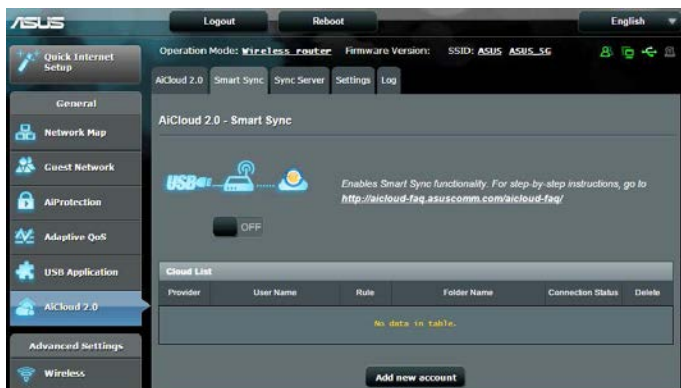 ASUS
Logout
Reboot
English
Quick Internet Setup
Operation Mode: Wireless router Firmware Version: SSID: ASUS ASUS_5G
AiCloud 2.0
Smart Sync
Sync Server
Settings
Log
General
Network Map
Guest Network
AiProtection
Adaptive QoS
USB Application
AiCloud 2.0
Advanced Settings
Wireless
AiCloud 2.0 - Smart Sync
USB
Enables Smart Sync functionality. For step-by-step instructions, go to
http://aicloud-faq.asuscomm.com/aicloud-faq/
OFF
Cloud List
Provider User Name Rule Folder Name Connection Status Delete
No data in table.
Add new account